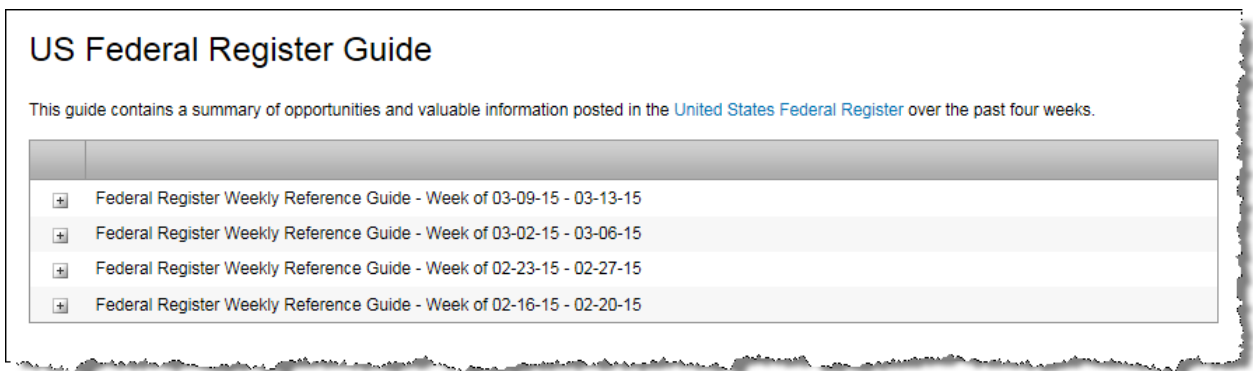 US Federal Register Guide
This guide contains a summary of opportunities and valuable information posted in the United States Federal Register over the past four weeks.
Federal Register Weekly Reference Guide - Week of 03-09-15 - 03-13-15
Federal Register Weekly Reference Guide - Week of 03-02-15 - 03-06-15
Federal Register Weekly Reference Guide - Week of 02-23-15 - 02-27-15
Federal Register Weekly Reference Guide - Week of 02-16-15 - 02-20-15